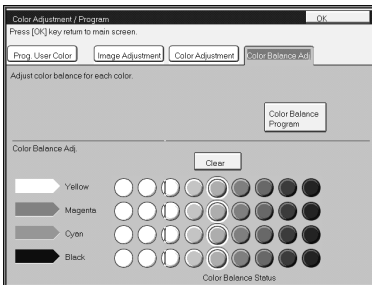 Color Adjustment / Program
OK
Press [OK] key return to main screen.
Prog. User Color
Image Adjustment
Color Adjustment
Color Balance Adj.
Adjust color balance for each color.
Color Balance
Program
Color Balance Adj.
Clear
Yellow
Magenta
Cyan
Black
Color Balance Status